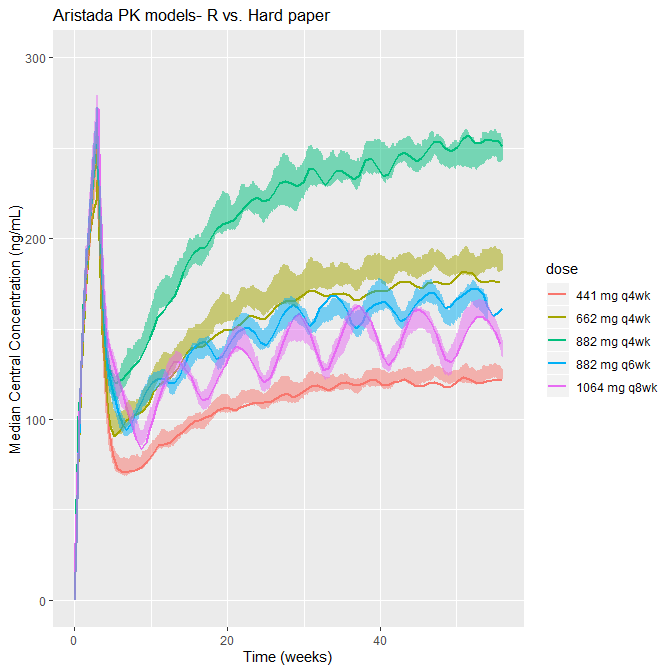 Aristada PK models- R vs. Hard paper
Median Central Concentration (ng/mL)
300
200
100
0
0
20
40
Time (weeks)
dose
441 mg q4wk
662 mg q4wk
882 mg q4wk
882 mg q6wk
1064 mg q8wk